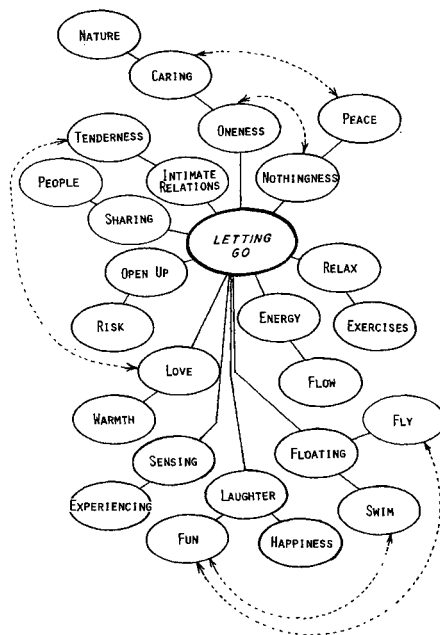 NATURE
CARING
ONENESS
PEACE
NOTHINGNESS
TENDERNESS
INTIMATE
RELATIONS
PEOPLE
SHARING
LETTING
GO
OPEN UP
RISK
RELAX
EXERCISES
ENERGY
FLOW
LOVE
WARMTH
SENSING
EXPERIENCING
FLOATING
FLY
SWIM
LAUGHTER
FUN
HAPPINESS